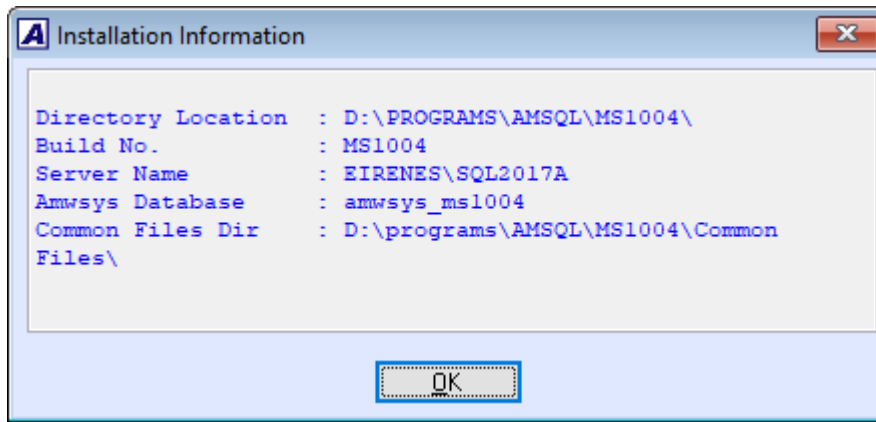 A Installation Information
Directory Location : D:\PROGRAMS\AMSQL\MS1004\
Build No. : MS1004
Server Name : EIRENES\SQL2017A
Amwsys Database : amwsys_ms1004
Common Files Dir : D:\programs\AMSQL\MS1004\Common
Files\
OK